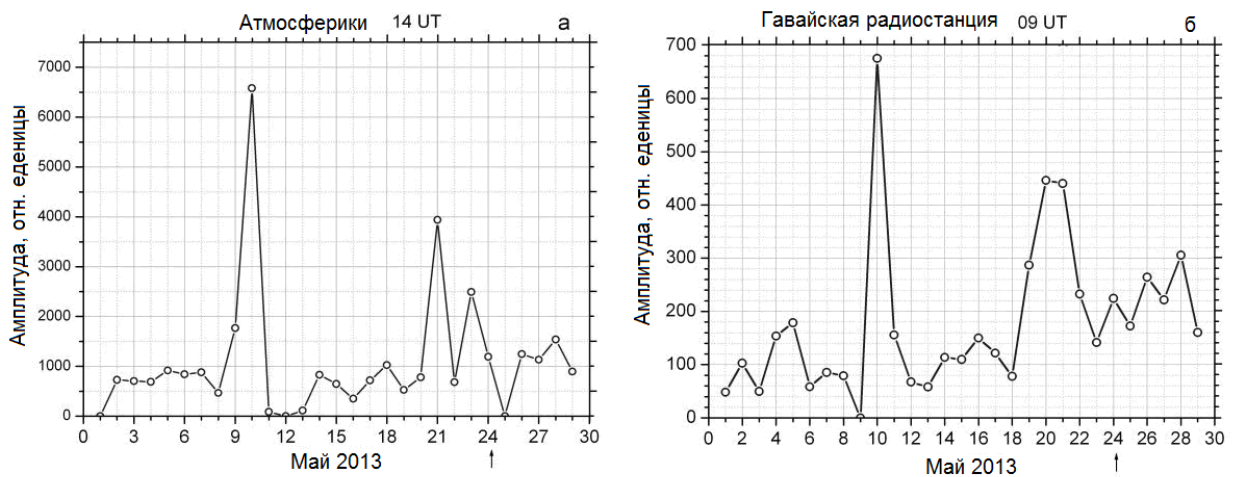 Атмосферики 14 UT а
Амплитуда, отн. еденицы
7000
6000
5000
4000
3000
2000
1000
0
0 3 6 9 12 15 18 21 24 27 30
Май 2013
Гавайская радиостанция 09 UT б
Амплитуда, отн. еденицы
700
600
500
400
300
200
100
0
0 2 4 6 8 10 12 14 16 18 20 22 24 26 28 30
Май 2013